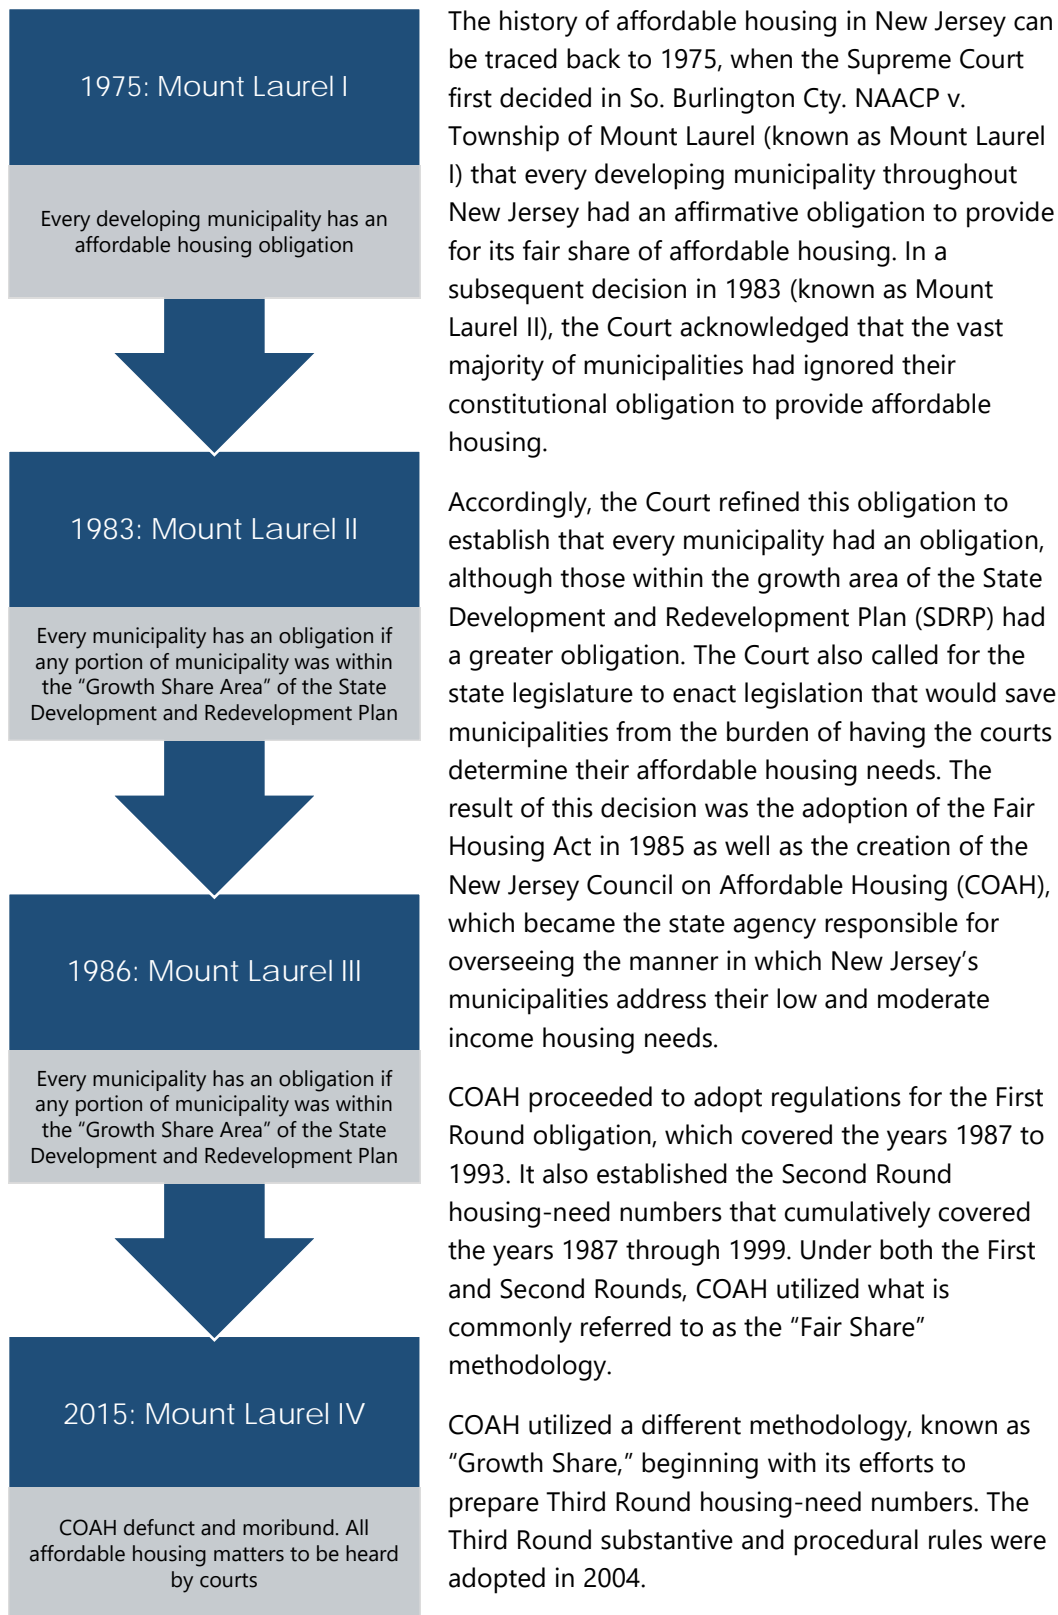 1975: Mount Laurel I
Every developing municipality has an
affordable housing obligation
1983: Mount Laurel II
Every municipality has an obligation if
any portion of municipality was within
the “Growth Share Area” of the State
Development and Redevelopment Plan
1986: Mount Laurel III
Every municipality has an obligation if
any portion of municipality was within
the “Growth Share Area” of the State
Development and Redevelopment Plan
2015: Mount Laurel IV
COAH defunct and moribund. All
affordable housing matters to be heard
by courts
The history of affordable housing in New Jersey can
be traced back to 1975, when the Supreme Court
first decided in So. Burlington Cty. NAACP v.
Township of Mount Laurel (known as Mount Laurel
I) that every developing municipality throughout
New Jersey had an affirmative obligation to provide
for its fair share of affordable housing. In a
subsequent decision in 1983 (known as Mount
Laurel II), the Court acknowledged that the vast
majority of municipalities had ignored their
constitutional obligation to provide affordable
housing.
Accordingly, the Court refined this obligation to
establish that every municipality had an obligation,
although those within the growth area of the State
Development and Redevelopment Plan (SDRP) had
a greater obligation. The Court also called for the
state legislature to enact legislation that would save
municipalities from the burden of having the courts
determine their affordable housing needs. The
result of this decision was the adoption of the Fair
Housing Act in 1985 as well as the creation of the
New Jersey Council on Affordable Housing (COAH),
which became the state agency responsible for
overseeing the manner in which New Jersey’s
municipalities address their low and moderate
income housing needs.
COAH proceeded to adopt regulations for the First
Round obligation, which covered the years 1987 to
1993. It also established the Second Round
housing-need numbers that cumulatively covered
the years 1987 through 1999. Under both the First
and Second Rounds, COAH utilized what is
commonly referred to as the “Fair Share”
methodology.
COAH utilized a different methodology, known as
“Growth Share,” beginning with its efforts to
prepare Third Round housing-need numbers. The
Third Round substantive and procedural rules were
adopted in 2004.